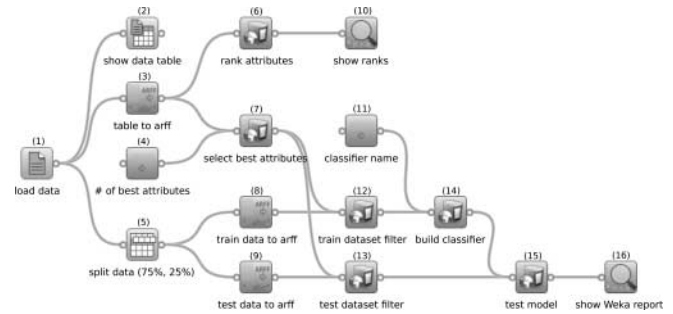 (2)
show data table
(6)
rank attributes
(10)
show ranks
(3)
ARFF
table to arff
(7)
select best attributes
(11)
classifier name
(1)
load data
(4)
# of best attributes
(8)
ARFF
train data to arff
(12)
train dataset filter
(14)
build classifier
(5)
split data (75%, 25%)
(9)
ARFF
test data to arff
(13)
test dataset filter
(15)
test model
(16)
show Weka report